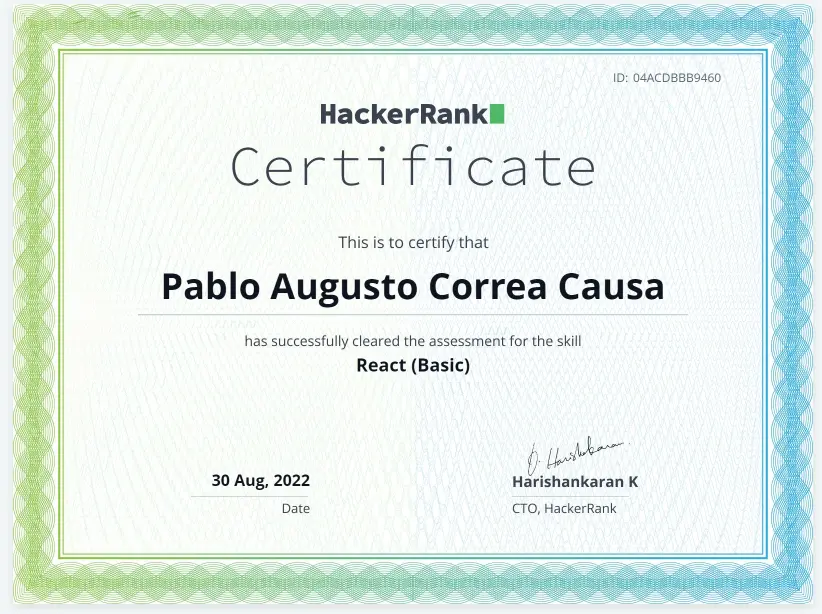 ID: 04ACDBBB9460
HackerRank
Certificate
This is to certify that
Pablo Augusto Correa Causa
has successfully cleared the assessment for the skill
React (Basic)
30 Aug, 2022
Date
Harishankaran K
CTO, HackerRank